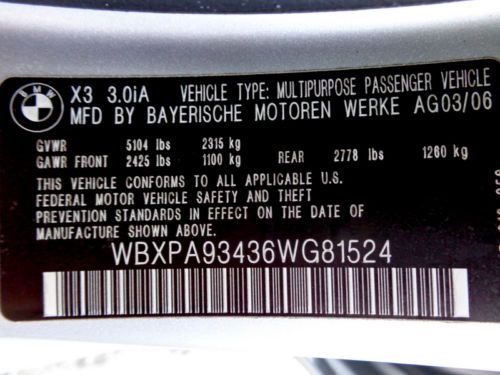 BMW
X3 3.0iA VEHICLE TYPE: MULTIPURPOSE PASSENGER VEHICLE
MFD BY BAYERISCHE MOTOREN WERKE AG03/06
GVWR 5104 lbs 2315 kg
GAWR FRONT 2425 lbs 1100 kg REAR 2778 lbs 1260 kg
THIS VEHICLE CONFORMS TO ALL APPLICABLE U.S.
FEDERAL MOTOR VEHICLE SAFETY AND THEFT
PREVENTION STANDARDS IN EFFECT ON THE DATE OF
MANUFACTURE SHOWN ABOVE.
WBXPA93436WG81524